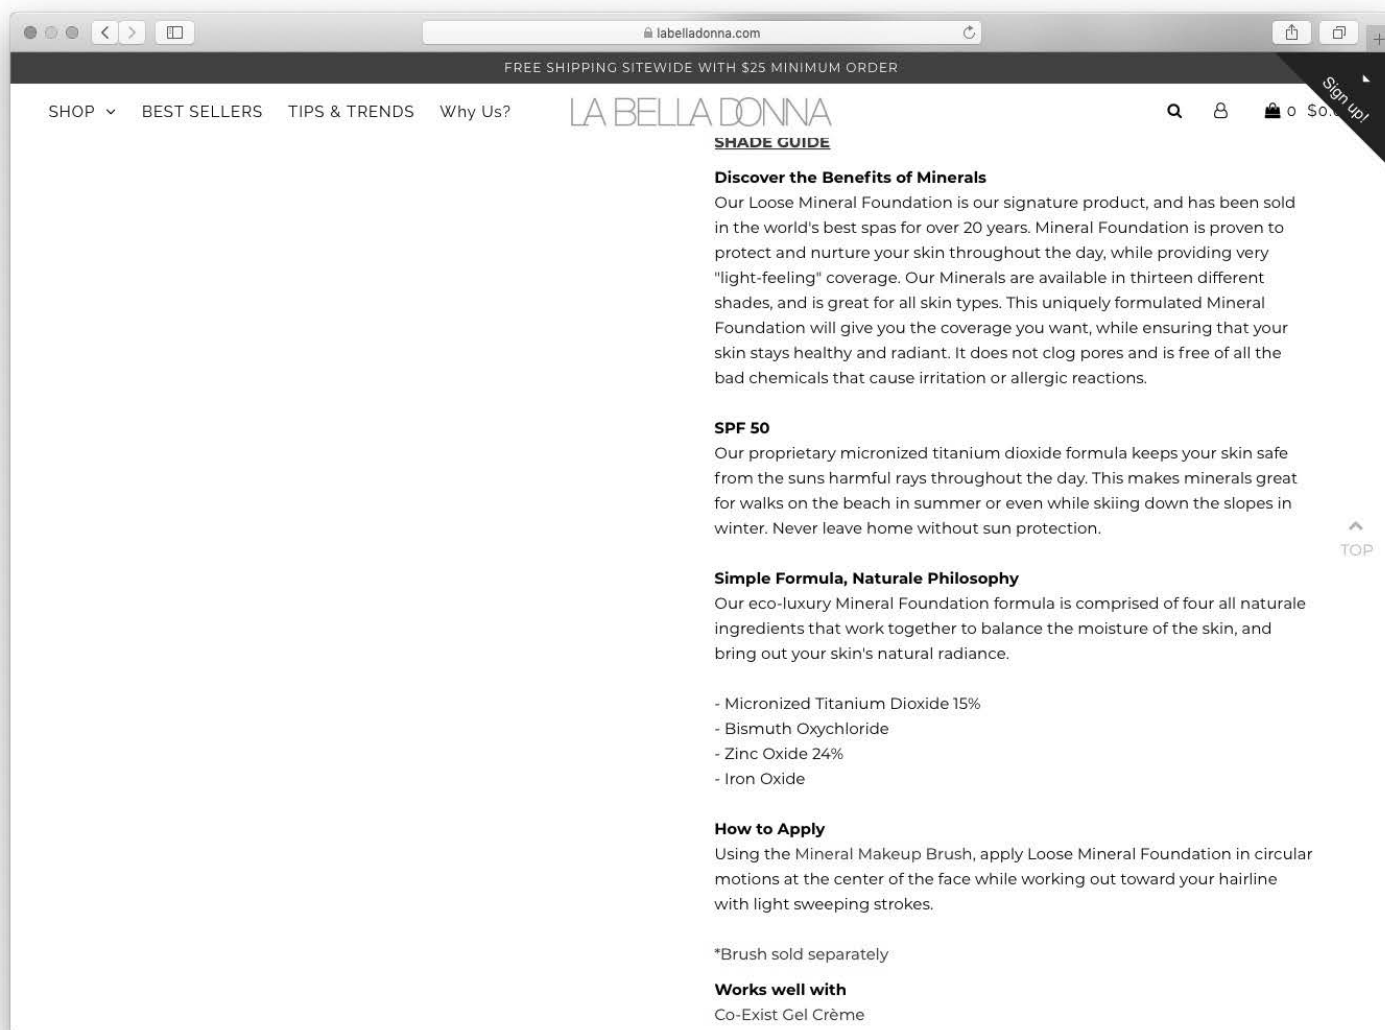 labelladonna.com
FREE SHIPPING SITEWIDE WITH $25 MINIMUM ORDER
Sign up!
SHOP BEST SELLERS TIPS & TRENDS Why Us? LA BELLA DONNA 0
SHADE GUIDE
Discover the Benefits of Minerals
Our Loose Mineral Foundation is our signature product, and has been sold
in the world's best spas for over 20 years. Mineral Foundation is proven to
protect and nurture your skin throughout the day, while providing very
"light-feeling" coverage. Our Minerals are available in thirteen different
shades, and is great for all skin types. This uniquely formulated Mineral
Foundation will give you the coverage you want, while ensuring that your
skin stays healthy and radiant. It does not clog pores and is free of all the
bad chemicals that cause irritation or allergic reactions.
SPF 50
Our proprietary micronized titanium dioxide formula keeps your skin safe
from the suns harmful rays throughout the day. This makes minerals great
for walks on the beach in summer or even while skiing down the slopes in
winter. Never leave home without sun protection.
TOP
Simple Formula, Naturale Philosophy
Our eco-luxury Mineral Foundation formula is comprised of four all naturale
ingredients that work together to balance the moisture of the skin, and
bring out your skin's natural radiance.
- Micronized Titanium Dioxide 15%
- Bismuth Oxychloride
- Zinc Oxide 24%
- Iron Oxide
How to Apply
Using the Mineral Makeup Brush, apply Loose Mineral Foundation in circular
motions at the center of the face while working out toward your hairline
with light sweeping strokes.
*Brush sold separately
Works well with
Co-Exist Gel Crème